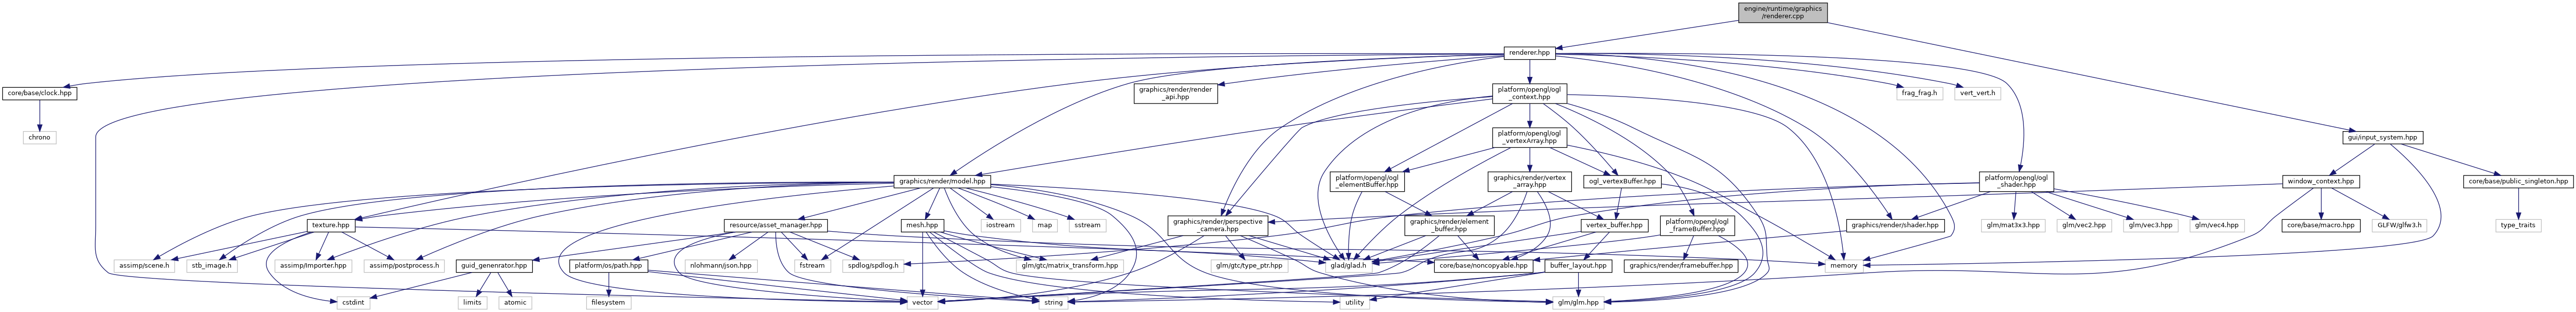 engine/runtime/graphics
/renderer.cpp
renderer.hpp
core/base/clock.hpp
graphics/render/render
_api.hpp
platform/opengl/ogl
_context.hpp
frag_frag.h
vert_vert.h
chrono
platform/opengl/ogl
_vertexArray.hpp
gui/input_system.hpp
graphics/render/model.hpp
platform/opengl/ogl
_elementBuffer.hpp
graphics/render/vertex
_array.hpp
ogl_vertexBuffer.hpp
platform/opengl/ogl
_shader.hpp
window_context.hpp
core/base/public_singleton.hpp
texture.hpp
resource/asset_manager.hpp
mesh.hpp
iostream
map
sstream
graphics/render/perspective
_camera.hpp
graphics/render/element
_buffer.hpp
vertex_buffer.hpp
platform/opengl/ogl
_frameBuffer.hpp
graphics/render/shader.hpp
glm/mat3x3.hpp
glm/vec2.hpp
glm/vec3.hpp
glm/vec4.hpp
core/base/macro.hpp
GLFW/glfw3.h
type_traits
assimp/scene.h
stb_image.h
assimp/Importer.hpp
assimp/postprocess.h
guid_genenrator.hpp
platform/os/path.hpp
nlohmann/json.hpp
fstream
spdlog/spdlog.h
glm/gtc/matrix_transform.hpp
glm/gtc/type_ptr.hpp
glad/glad.h
core/base/noncopyable.hpp
buffer_layout.hpp
graphics/render/framebuffer.hpp
memory
cstdint
limits
atomic
filesystem
vector
string
utility
glm/glm.hpp